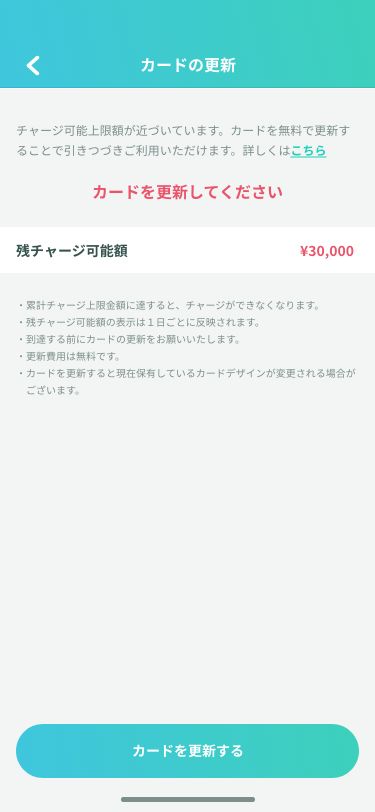 カードの更新
チャージ可能上限額が近づいています。カードを無料で更新す
ることで引きつづきご利用いただけます。詳しくはこちら
カードを更新してください
残チャージ可能額 ¥30,000
・累計チャージ上限金額に達すると、チャージができなくなります。
・残チャージ可能額の表示は１日ごとに反映されます。
・到達する前にカードの更新をお願いいたします。
・更新費用は無料です。
・カードを更新すると現在保有しているカードデザインが変更される場合が
ございます。
カードを更新する